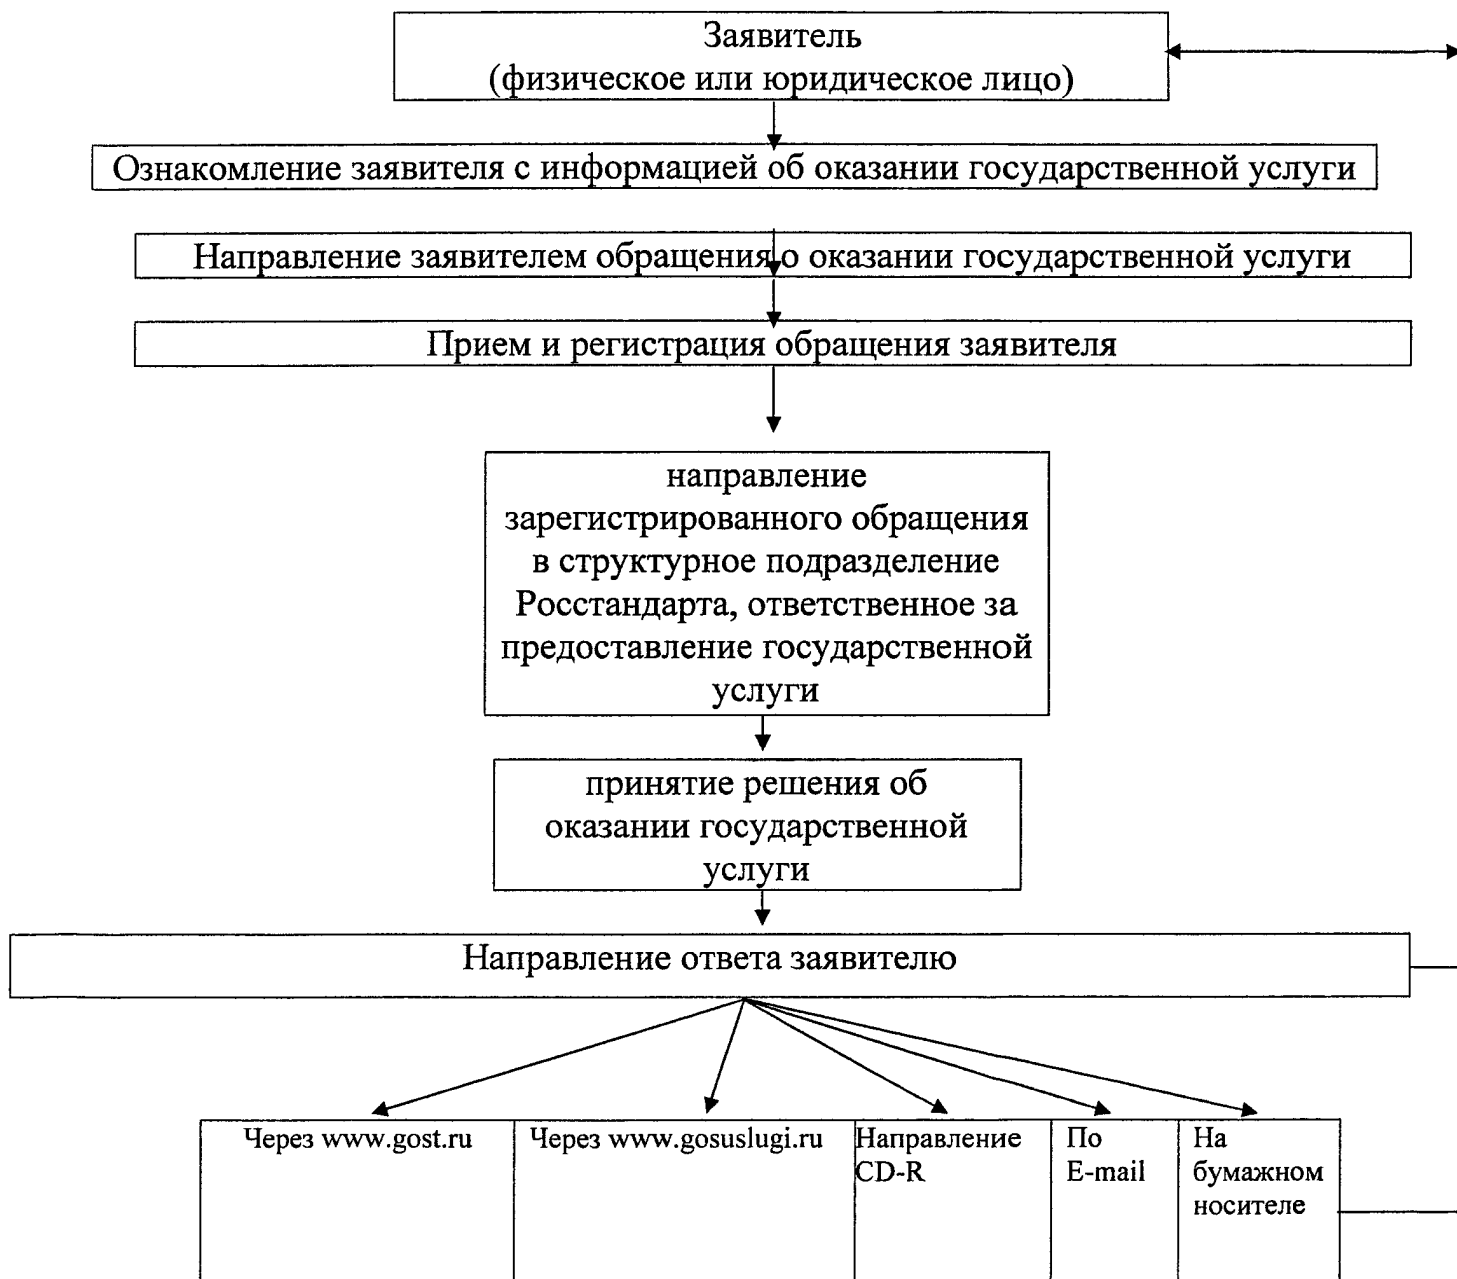 Заявитель
(физическое или юридическое лицо)
Ознакомление заявителя с информацией об оказании государственной услуги
Направление заявителем обращения о оказании государственной услуги
Прием и регистрация обращения заявителя
направление
зарегистрированного обращения
в структурное подразделение
Росстандарта, ответственное за
предоставление государственной
услуги
принятие решения об
оказании государственной
услуги
Направление ответа заявителю
Через www.gost.ru
Через www.gosuslugi.ru
Направление
CD-R
По
E-mail
На
бумажном
носителе